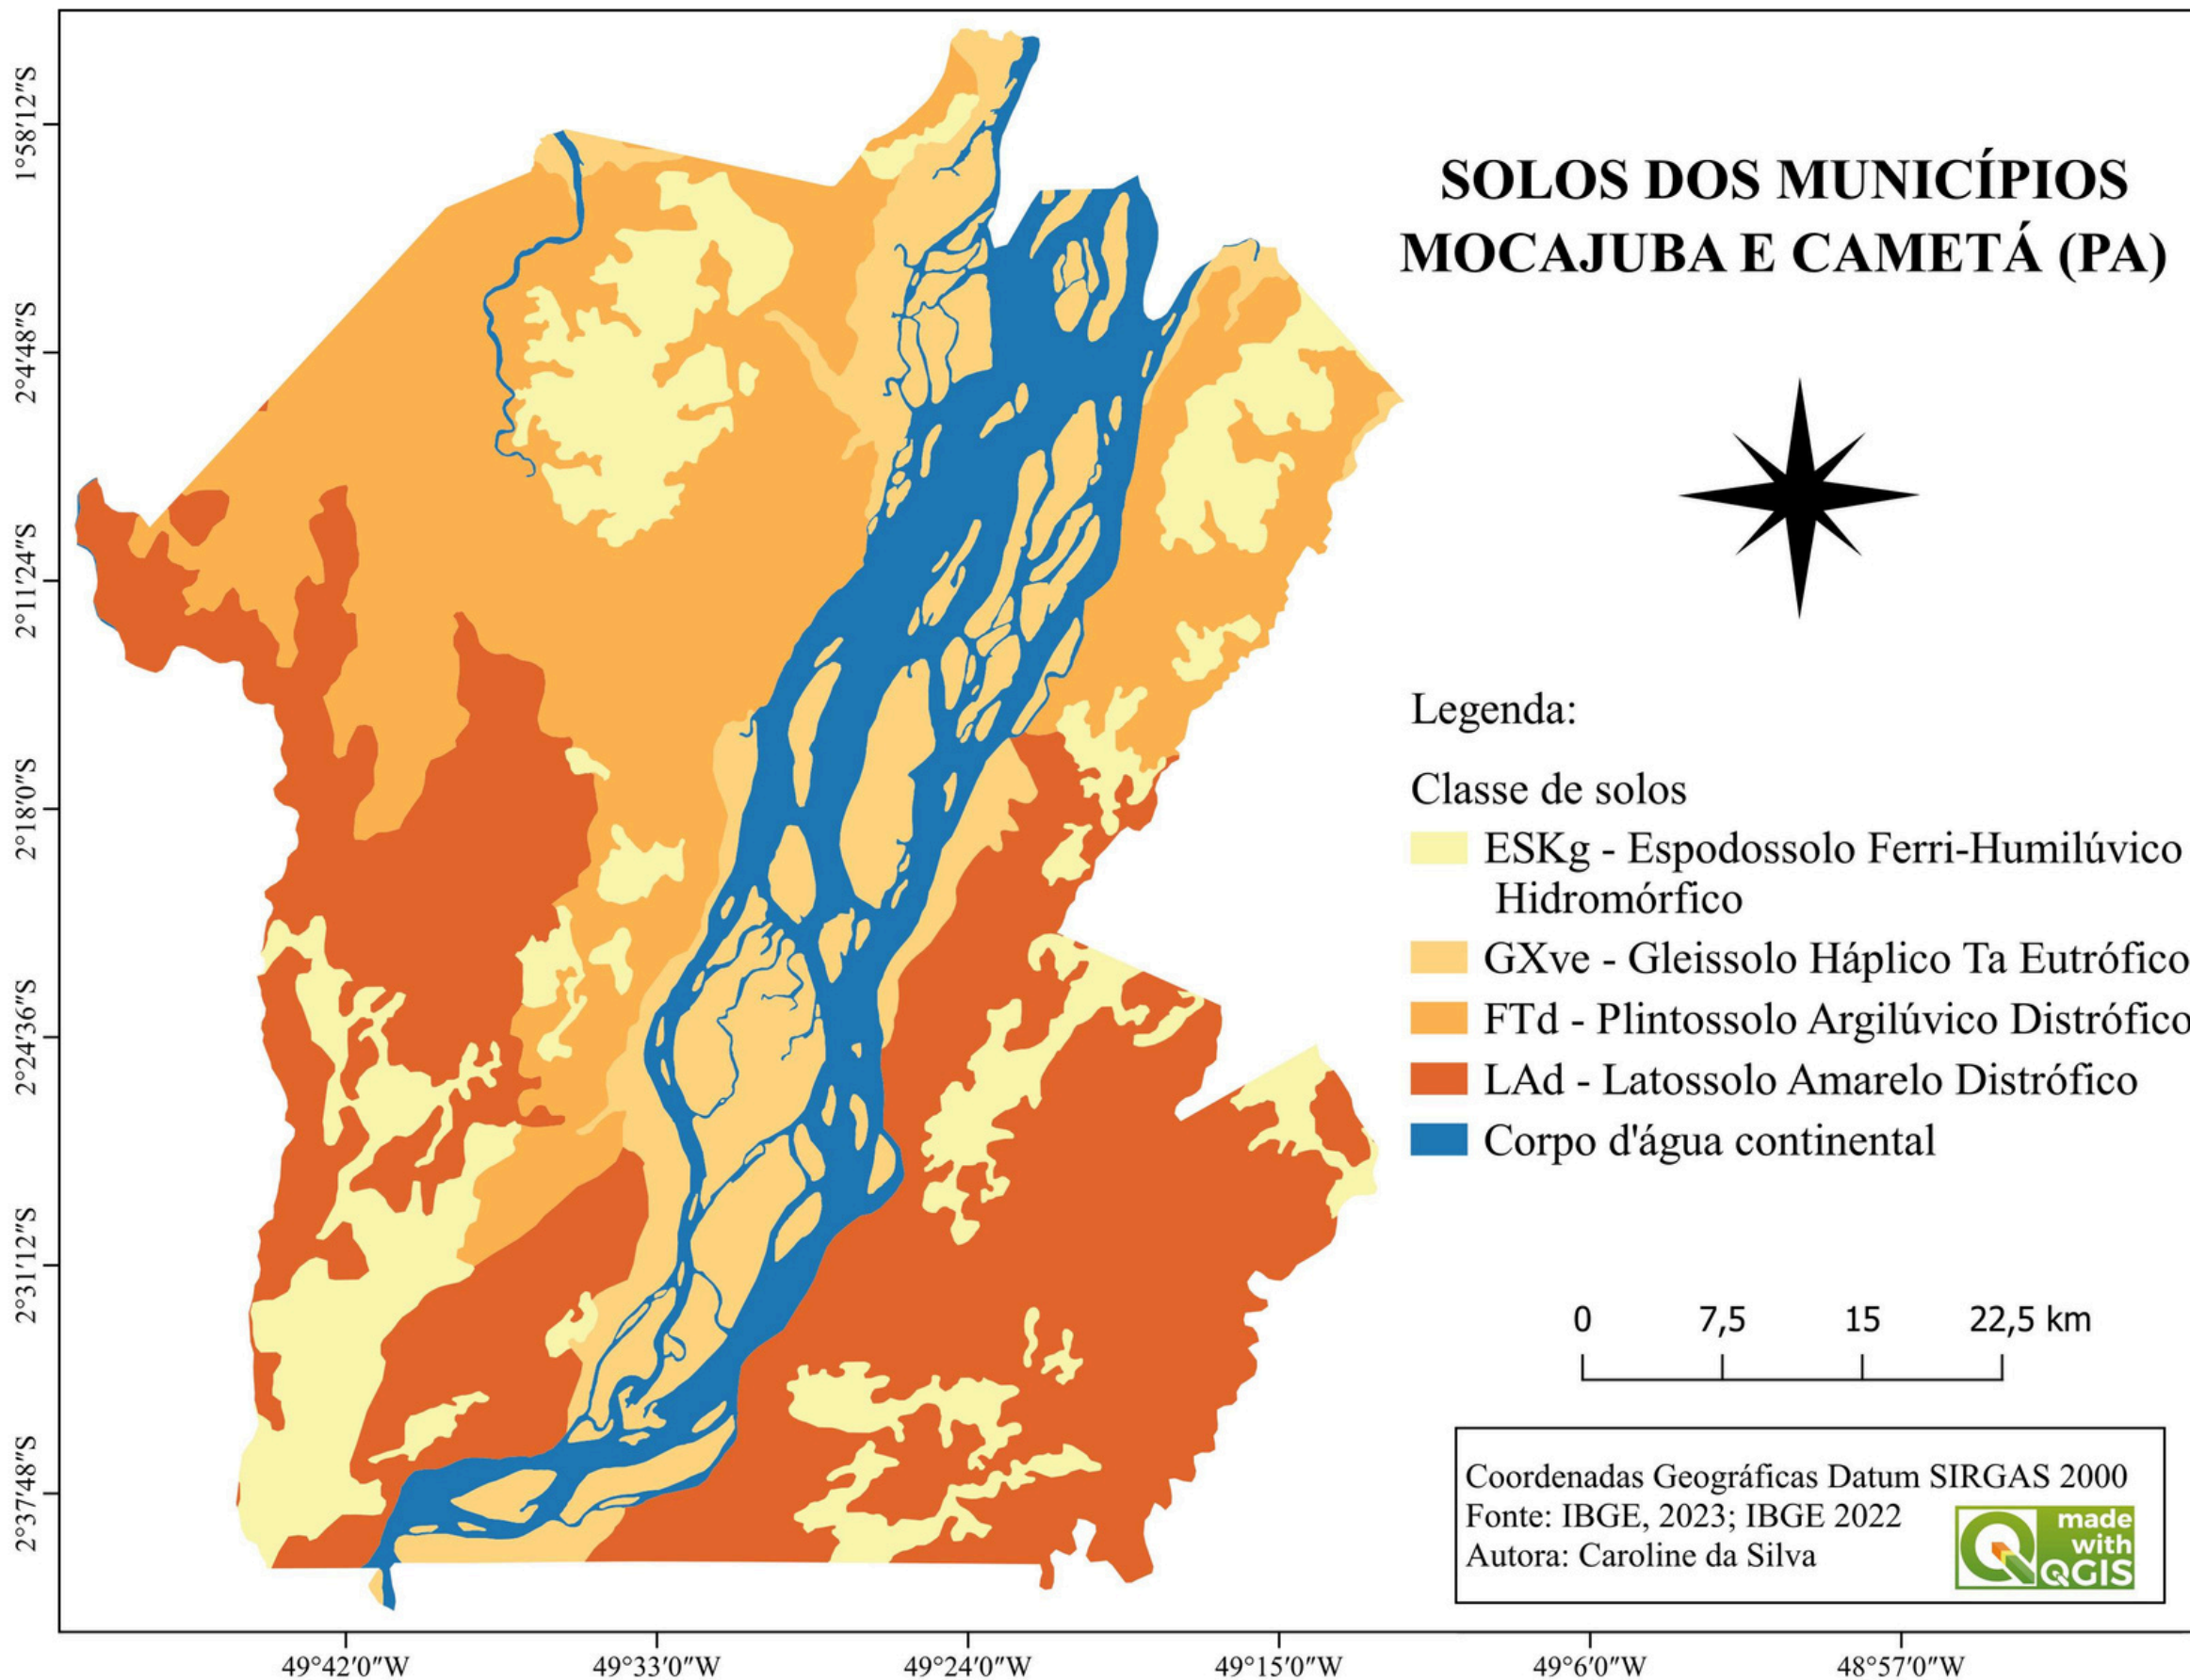 SOLOS DOS MUNICÍPIOS
MOCAJUBA E CAMETÁ (PA)
1°58'12"S
2°4'48"S
2°11'24"S
2°18'0"S
2°24'36"S
2°31'12"S
2°37'48"S
Legenda:
Classe de solos
ESKg - Espodossolo Ferri-Humilúvico
Hidromórfico
GXve - Gleissolo Háplico Ta Eutrófico
FTd - Plintossolo Argilúvico Distrófico
LAd - Latossolo Amarelo Distrófico
Corpo d'água continental
0 7,5 15 22,5 km
Coordenadas Geográficas Datum SIRGAS 2000
Fonte: IBGE, 2023; IBGE 2022
Autora: Caroline da Silva
made
with
QGIS
49°42'0"W 49°33'0"W 49°24'0"W 49°15'0"W 49°6'0"W 48°57'0"W